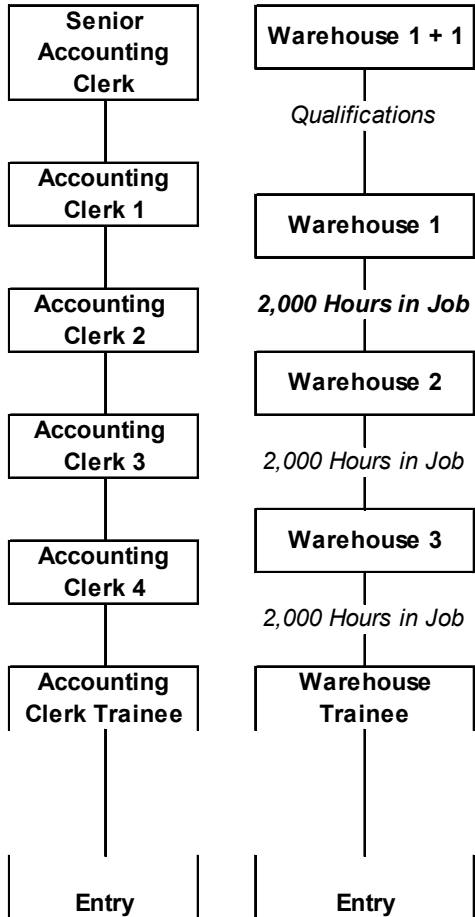 Senior
Accounting
Clerk
Accounting
Clerk 1
Accounting
Clerk 2
Accounting
Clerk 3
Accounting
Clerk 4
Accounting
Clerk Trainee
Entry
Warehouse 1 + 1
Qualifications
Warehouse 1
2,000 Hours in Job
Warehouse 2
2,000 Hours in Job
Warehouse 3
2,000 Hours in Job
Warehouse
Trainee
Entry